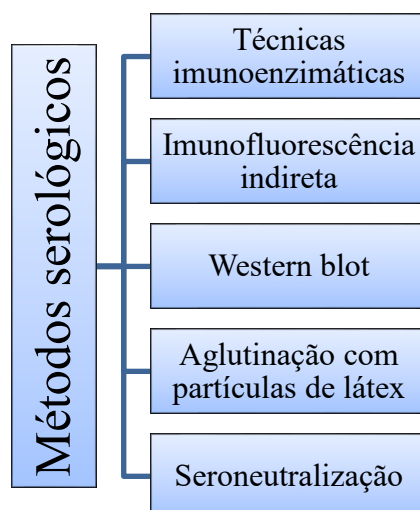 Métodos serológicos
Técnicas
imunoenzimáticas
Imunofluorescência
indireta
Western blot
Aglutinação com
partículas de látex
Seroneutralização